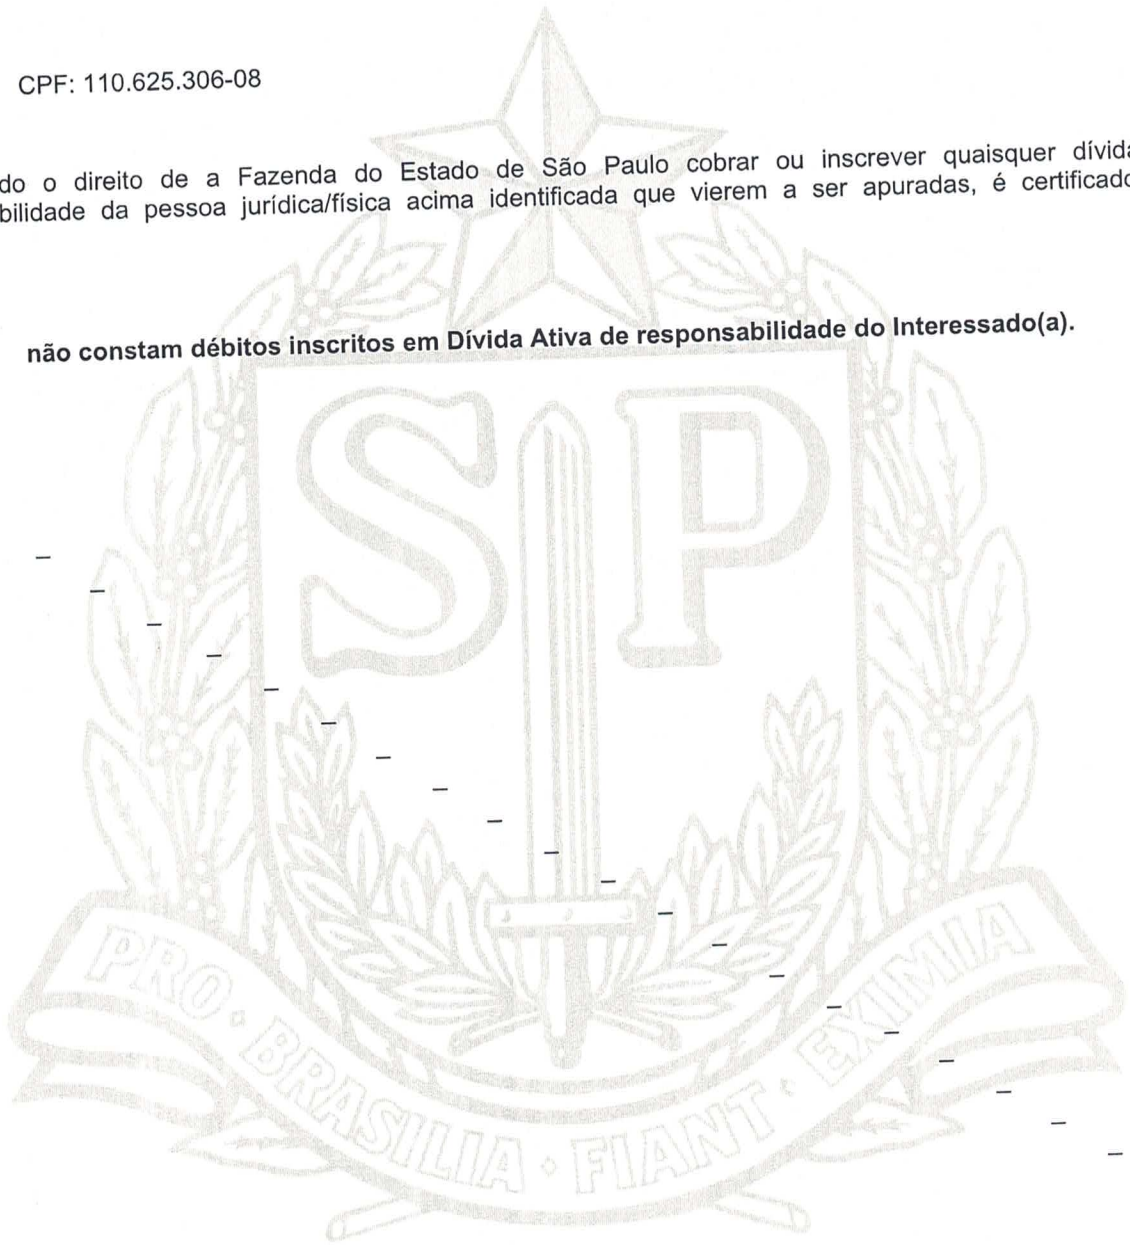 CPF: 110.625.306-08
do o direito de a Fazenda do Estado de São Paulo cobrar ou inscrever quaisquer dívida
bilidade da pessoa jurídica/física acima identificada que vierem a ser apuradas, é certificado
não constam débitos inscritos em Dívida Ativa de responsabilidade do Interessado(a).
S P
PRO · BRASILIA · FIANT · EXIMIA